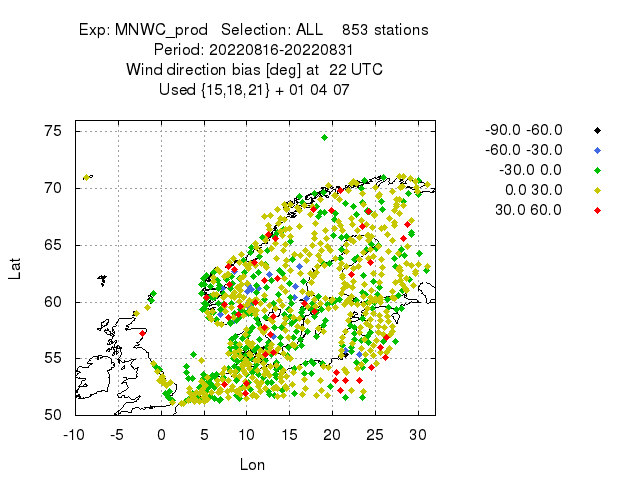 Exp: MNWC_prod   Selection: ALL    853 stations
Period: 20220816-20220831
Wind direction bias [deg] at  22 UTC
Used {15,18,21} + 01 04 07
-90.0 -60.0
-60.0 -30.0
-30.0 0.0
0.0 30.0
30.0 60.0
75
70
65
60
55
50
Lat
-10 -5 0 5 10 15 20 25 30
Lon